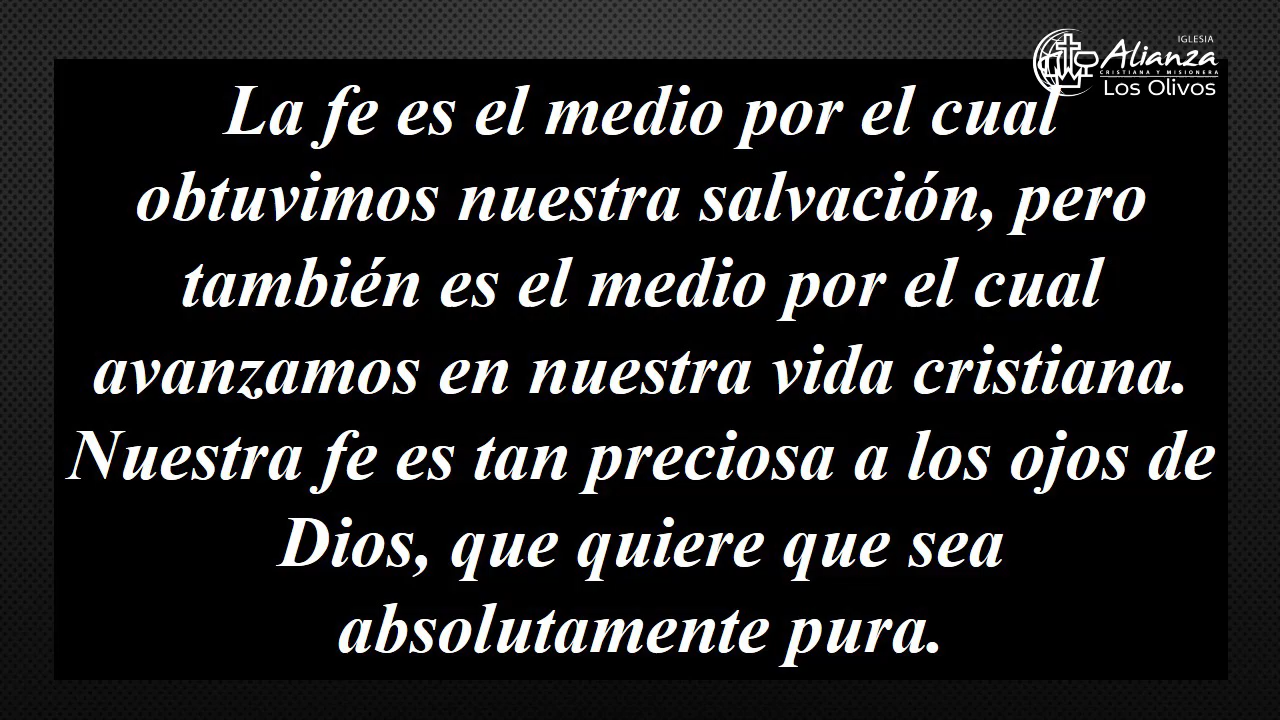 IGLESIA
Alianza
CRISTIANA Y MISIONERA
Los Olivos
La fe es el medio por el cual
obtuvimos nuestra salvación, pero
también es el medio por el cual
avanzamos en nuestra vida cristiana.
Nuestra fe es tan preciosa a los ojos de
Dios, que quiere que sea
absolutamente pura.